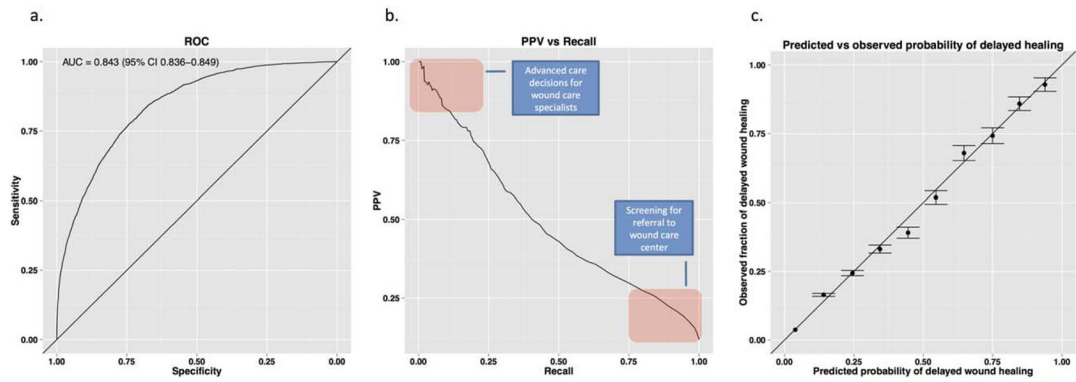 a.
ROC
AUC = 0.843 (95% CI 0.836–0.849)
1.00
0.75
0.50
0.25
0.00
Sensitivity
1.00
0.75
0.50
0.25
0.00
Specificity
b.
PPV vs Recall
1.00
0.75
0.50
0.25
PPV
Advanced care
decisions for
wound care
specialists
Screening for
referral to
wound care
center
0.00
0.25
0.50
0.75
1.00
Recall
c.
Predicted vs observed probability of delayed healing
1.00
0.75
0.50
0.25
0.00
Observed fraction of delayed wound healing
0.00
0.25
0.50
0.75
1.00
Predicted probability of delayed wound healing